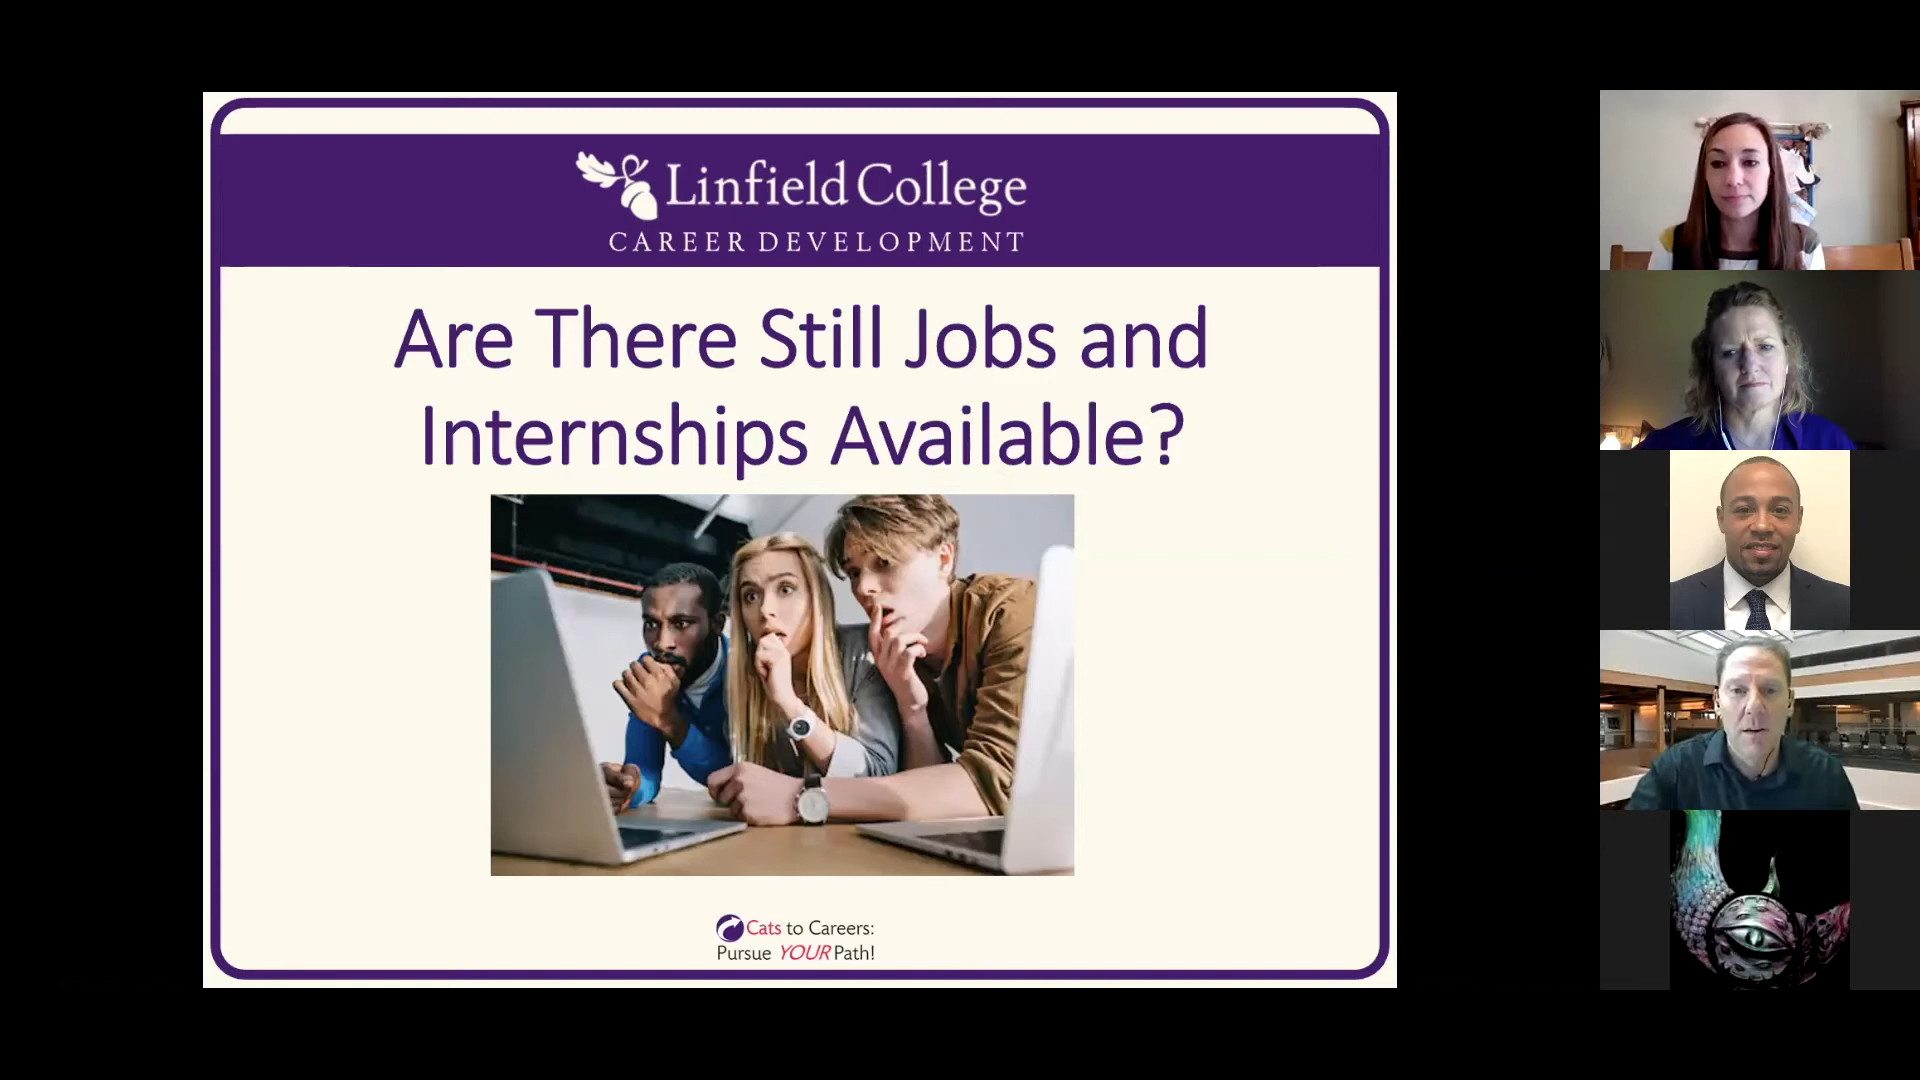 Linfield College
CAREER DEVELOPMENT
Are There Still Jobs and
Internships Available?
Cats to Careers:
Pursue YOUR Path!